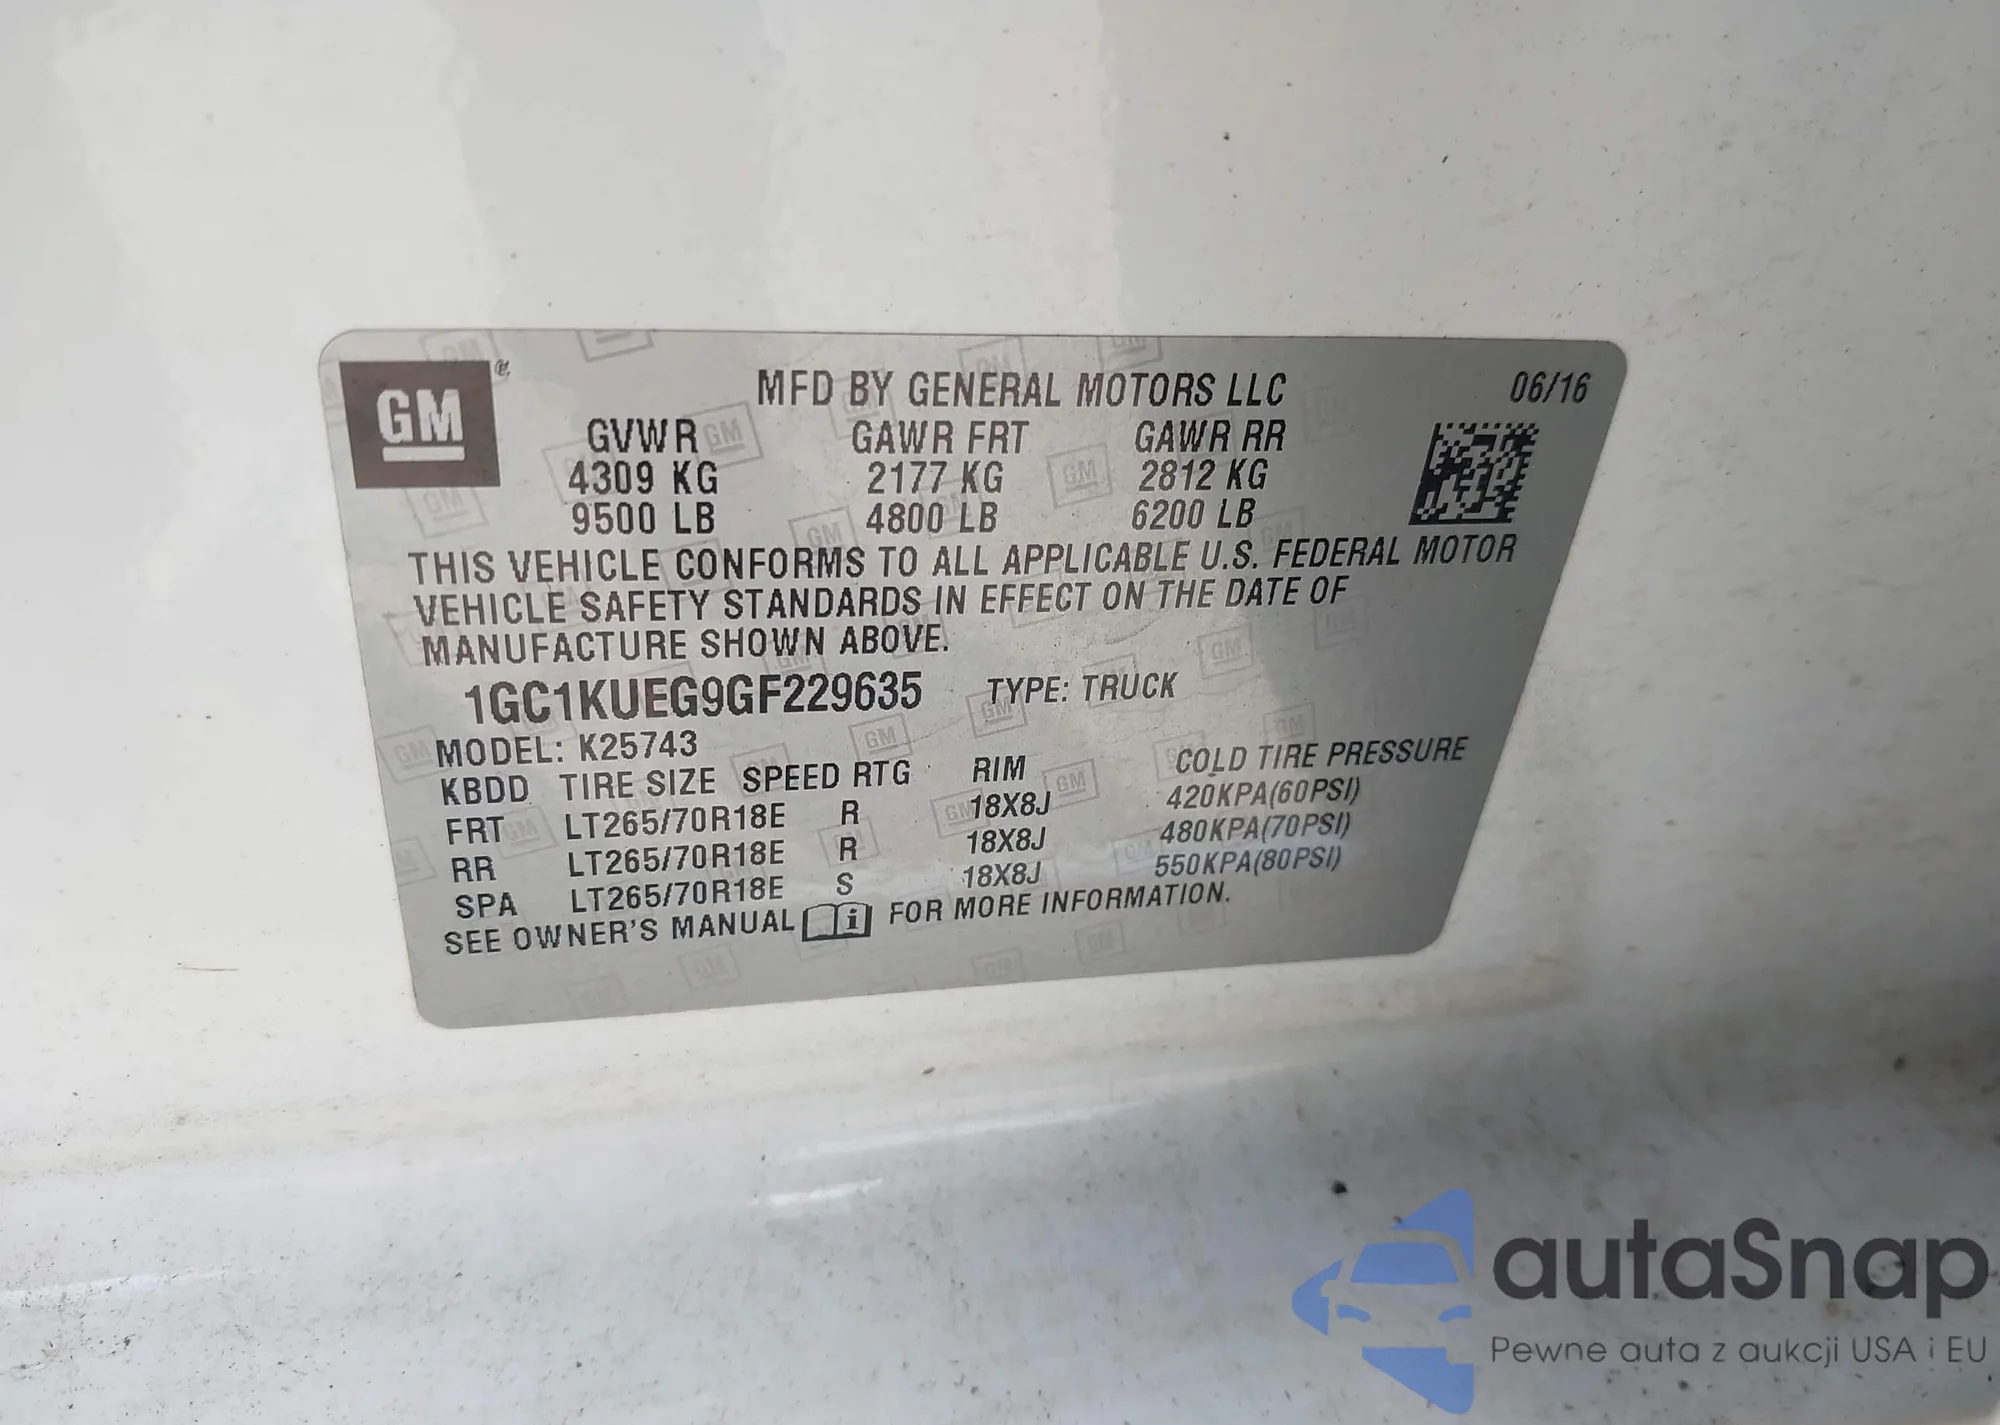 GM ®
MFD BY GENERAL MOTORS LLC 06/16
GVWR GAWR FRT GAWR RR
4309 KG 2177 KG 2812 KG
9500 LB 4800 LB 6200 LB
THIS VEHICLE CONFORMS TO ALL APPLICABLE U.S. FEDERAL MOTOR
VEHICLE SAFETY STANDARDS IN EFFECT ON THE DATE OF
MANUFACTURE SHOWN ABOVE.
1GC1KUEG9GF229635 TYPE: TRUCK
MODEL: K25743
KBDD TIRE SIZE SPEED RTG RIM COLD TIRE PRESSURE
FRT LT265/70R18E R 18X8J 420KPA(60PSI)
RR LT265/70R18E R 18X8J 480KPA(70PSI)
SPA LT265/70R18E S 18X8J 550KPA(80PSI)
SEE OWNER'S MANUAL i FOR MORE INFORMATION.
autaSnap
Pewne auta z aukcji USA i EU